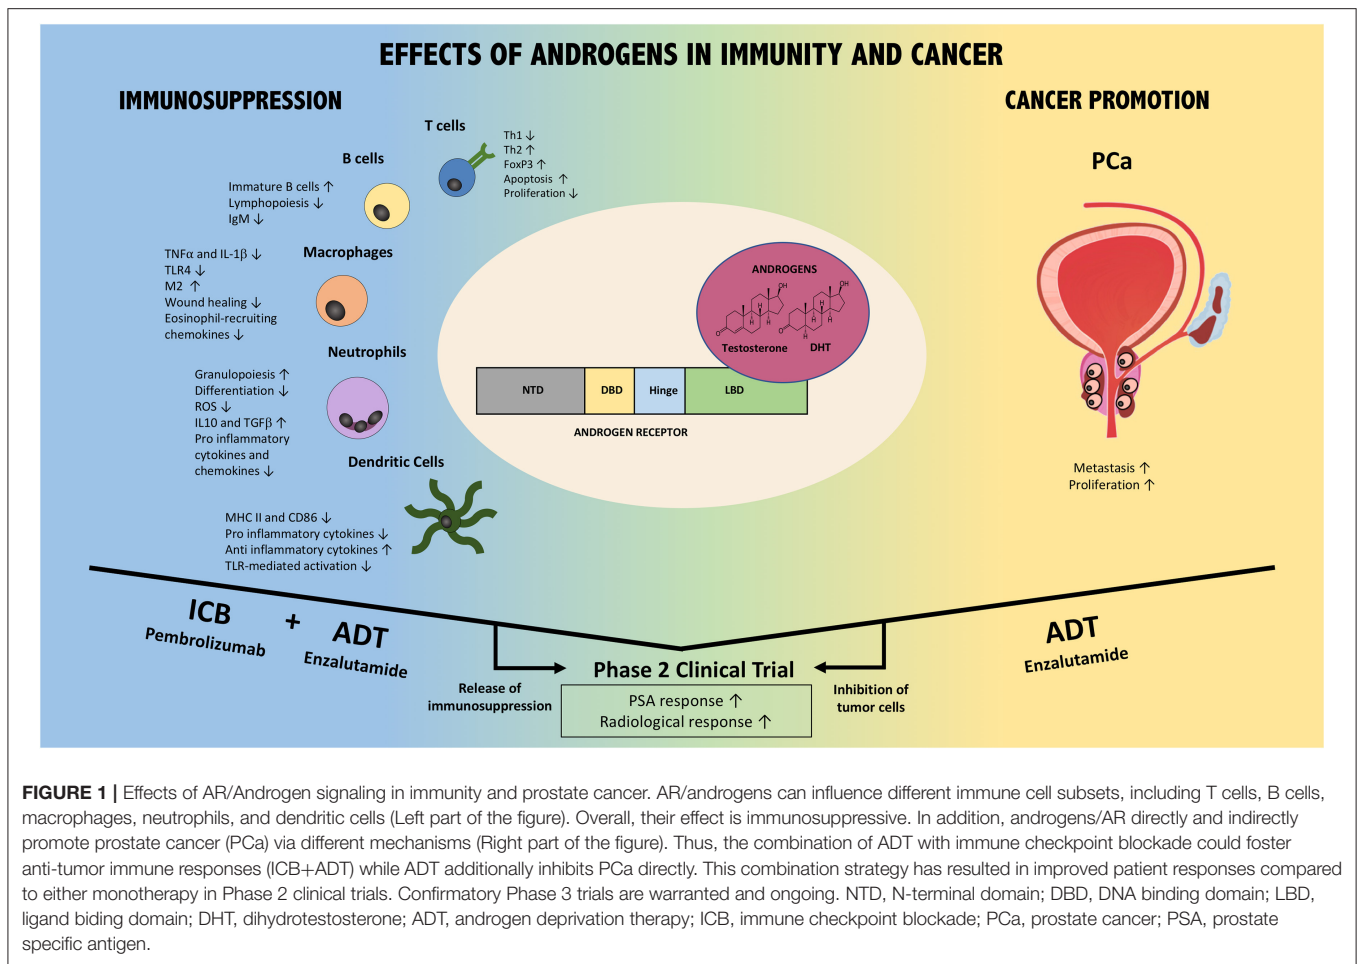 EFFECTS OF ANDROGENS IN IMMUNITY AND CANCER
IMMUNOSUPPRESSION
CANCER PROMOTION
T cells
Th1 ↓
Th2 ↑
FoxP3 ↑
Apoptosis ↑
Proliferation ↓
B cells
Immature B cells ↑
Lymphopoiesis ↓
IgM ↓
Macrophages
TNFα and IL-1β ↓
TLR4 ↓
M2 ↑
Wound healing ↓
Eosinophil-recruiting
chemokines ↓
Neutrophils
Granulopoiesis ↑
Differentiation ↓
ROS ↓
IL10 and TGFβ ↑
Pro inflammatory
cytokines and
chemokines ↓
Dendritic Cells
MHC II and CD86 ↓
Pro inflammatory cytokines ↓
Anti inflammatory cytokines ↑
TLR-mediated activation ↓
ANDROGENS
OH
OH
H
H
H
H
H
H
H
O
O
Testosterone
DHT
NTD
DBD
Hinge
LBD
ANDROGEN RECEPTOR
PCa
Metastasis ↑
Proliferation ↑
ICB
+
ADT
Pembrolizumab
Enzalutamide
ADT
Enzalutamide
Release of
immunosuppression
Phase 2 Clinical Trial
PSA response ↑
Radiological response ↑
Inhibition of
tumor cells
FIGURE 1 | Effects of AR/Androgen signaling in immunity and prostate cancer. AR/androgens can influence different immune cell subsets, including T cells, B cells,
macrophages, neutrophils, and dendritic cells (Left part of the figure). Overall, their effect is immunosuppressive. In addition, androgens/AR directly and indirectly
promote prostate cancer (PCa) via different mechanisms (Right part of the figure). Thus, the combination of ADT with immune checkpoint blockade could foster
anti-tumor immune responses (ICB+ADT) while ADT additionally inhibits PCa directly. This combination strategy has resulted in improved patient responses compared
to either monotherapy in Phase 2 clinical trials. Confirmatory Phase 3 trials are warranted and ongoing. NTD, N-terminal domain; DBD, DNA binding domain; LBD,
ligand biding domain; DHT, dihydrotestosterone; ADT, androgen deprivation therapy; ICB, immune checkpoint blockade; PCa, prostate cancer; PSA, prostate
specific antigen.